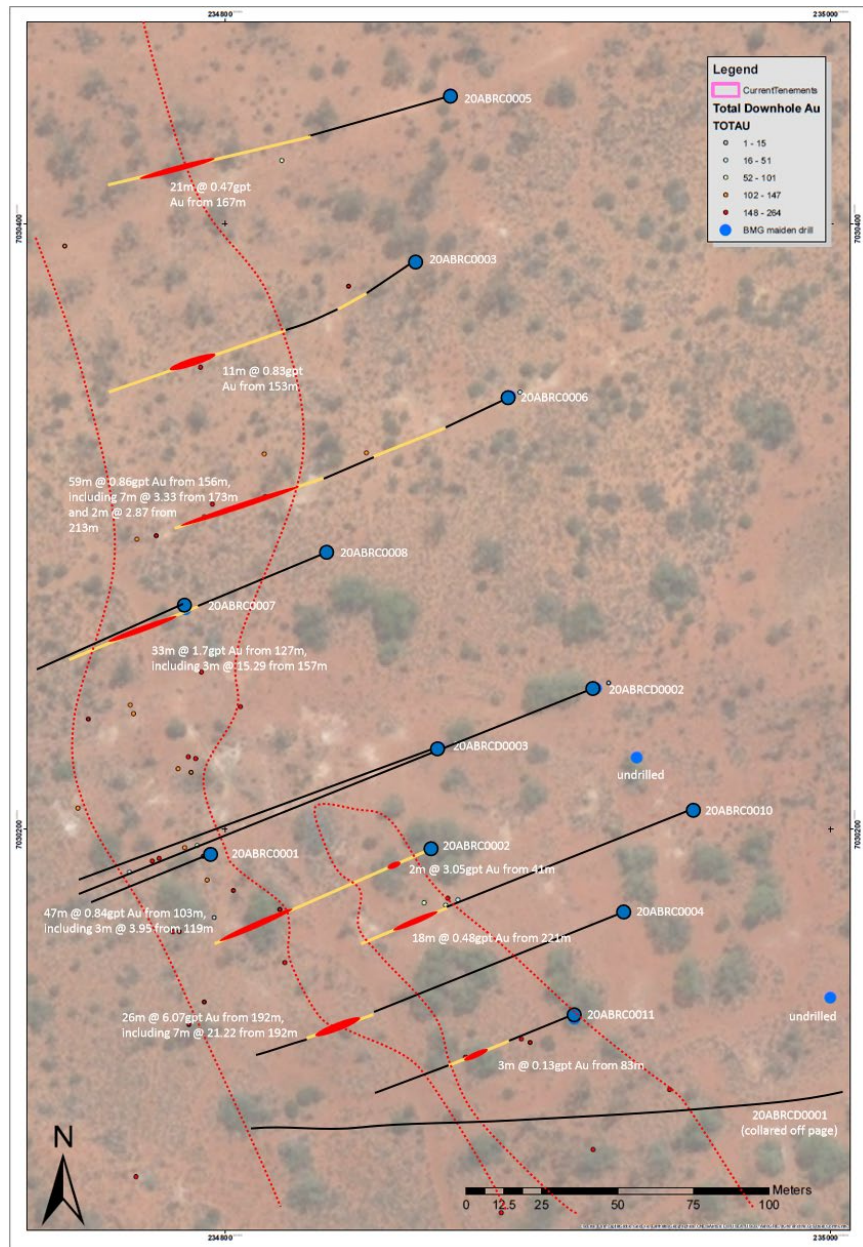 234800
235000
Legend
CurrentTenements
Total Downhole Au
TOTAU
1 - 15
16 - 51
52 - 101
102 - 147
148 - 264
BMG maiden drill
20ABRC0005
21m @ 0.47gpt
Au from 167m
7030400
7030400
20ABRC0003
11m @ 0.83gpt
Au from 153m
20ABRC0006
59m @ 0.86gpt Au from 156m,
including 7m @ 3.33 from 173m
and 2m @ 2.87 from
213m
20ABRC0008
20ABRC0007
33m @ 1.7gpt Au from 127m,
including 3m @ 15.29 from 157m
20ABRCD0002
20ABRCD0003
undrilled
20ABRC0010
7030200
7030200
20ABRC0001
20ABRC0002
2m @ 3.05gpt Au from 41m
47m @ 0.84gpt Au from 103m,
including 3m @ 3.95 from 119m
20ABRC0004
18m @ 0.48gpt Au from 221m
26m @ 6.07gpt Au from 192m,
including 7m @ 21.22 from 192m
undrilled
20ABRC0011
3m @ 0.13gpt Au from 83m
20ABRCD0001
(collared off page)
N
Meters
0 12.5 25 50 75 100
234800
235000